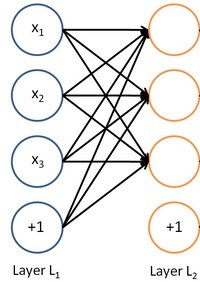 x₁
x₂
x₃
+1 +1
Layer L₁ Layer L₂